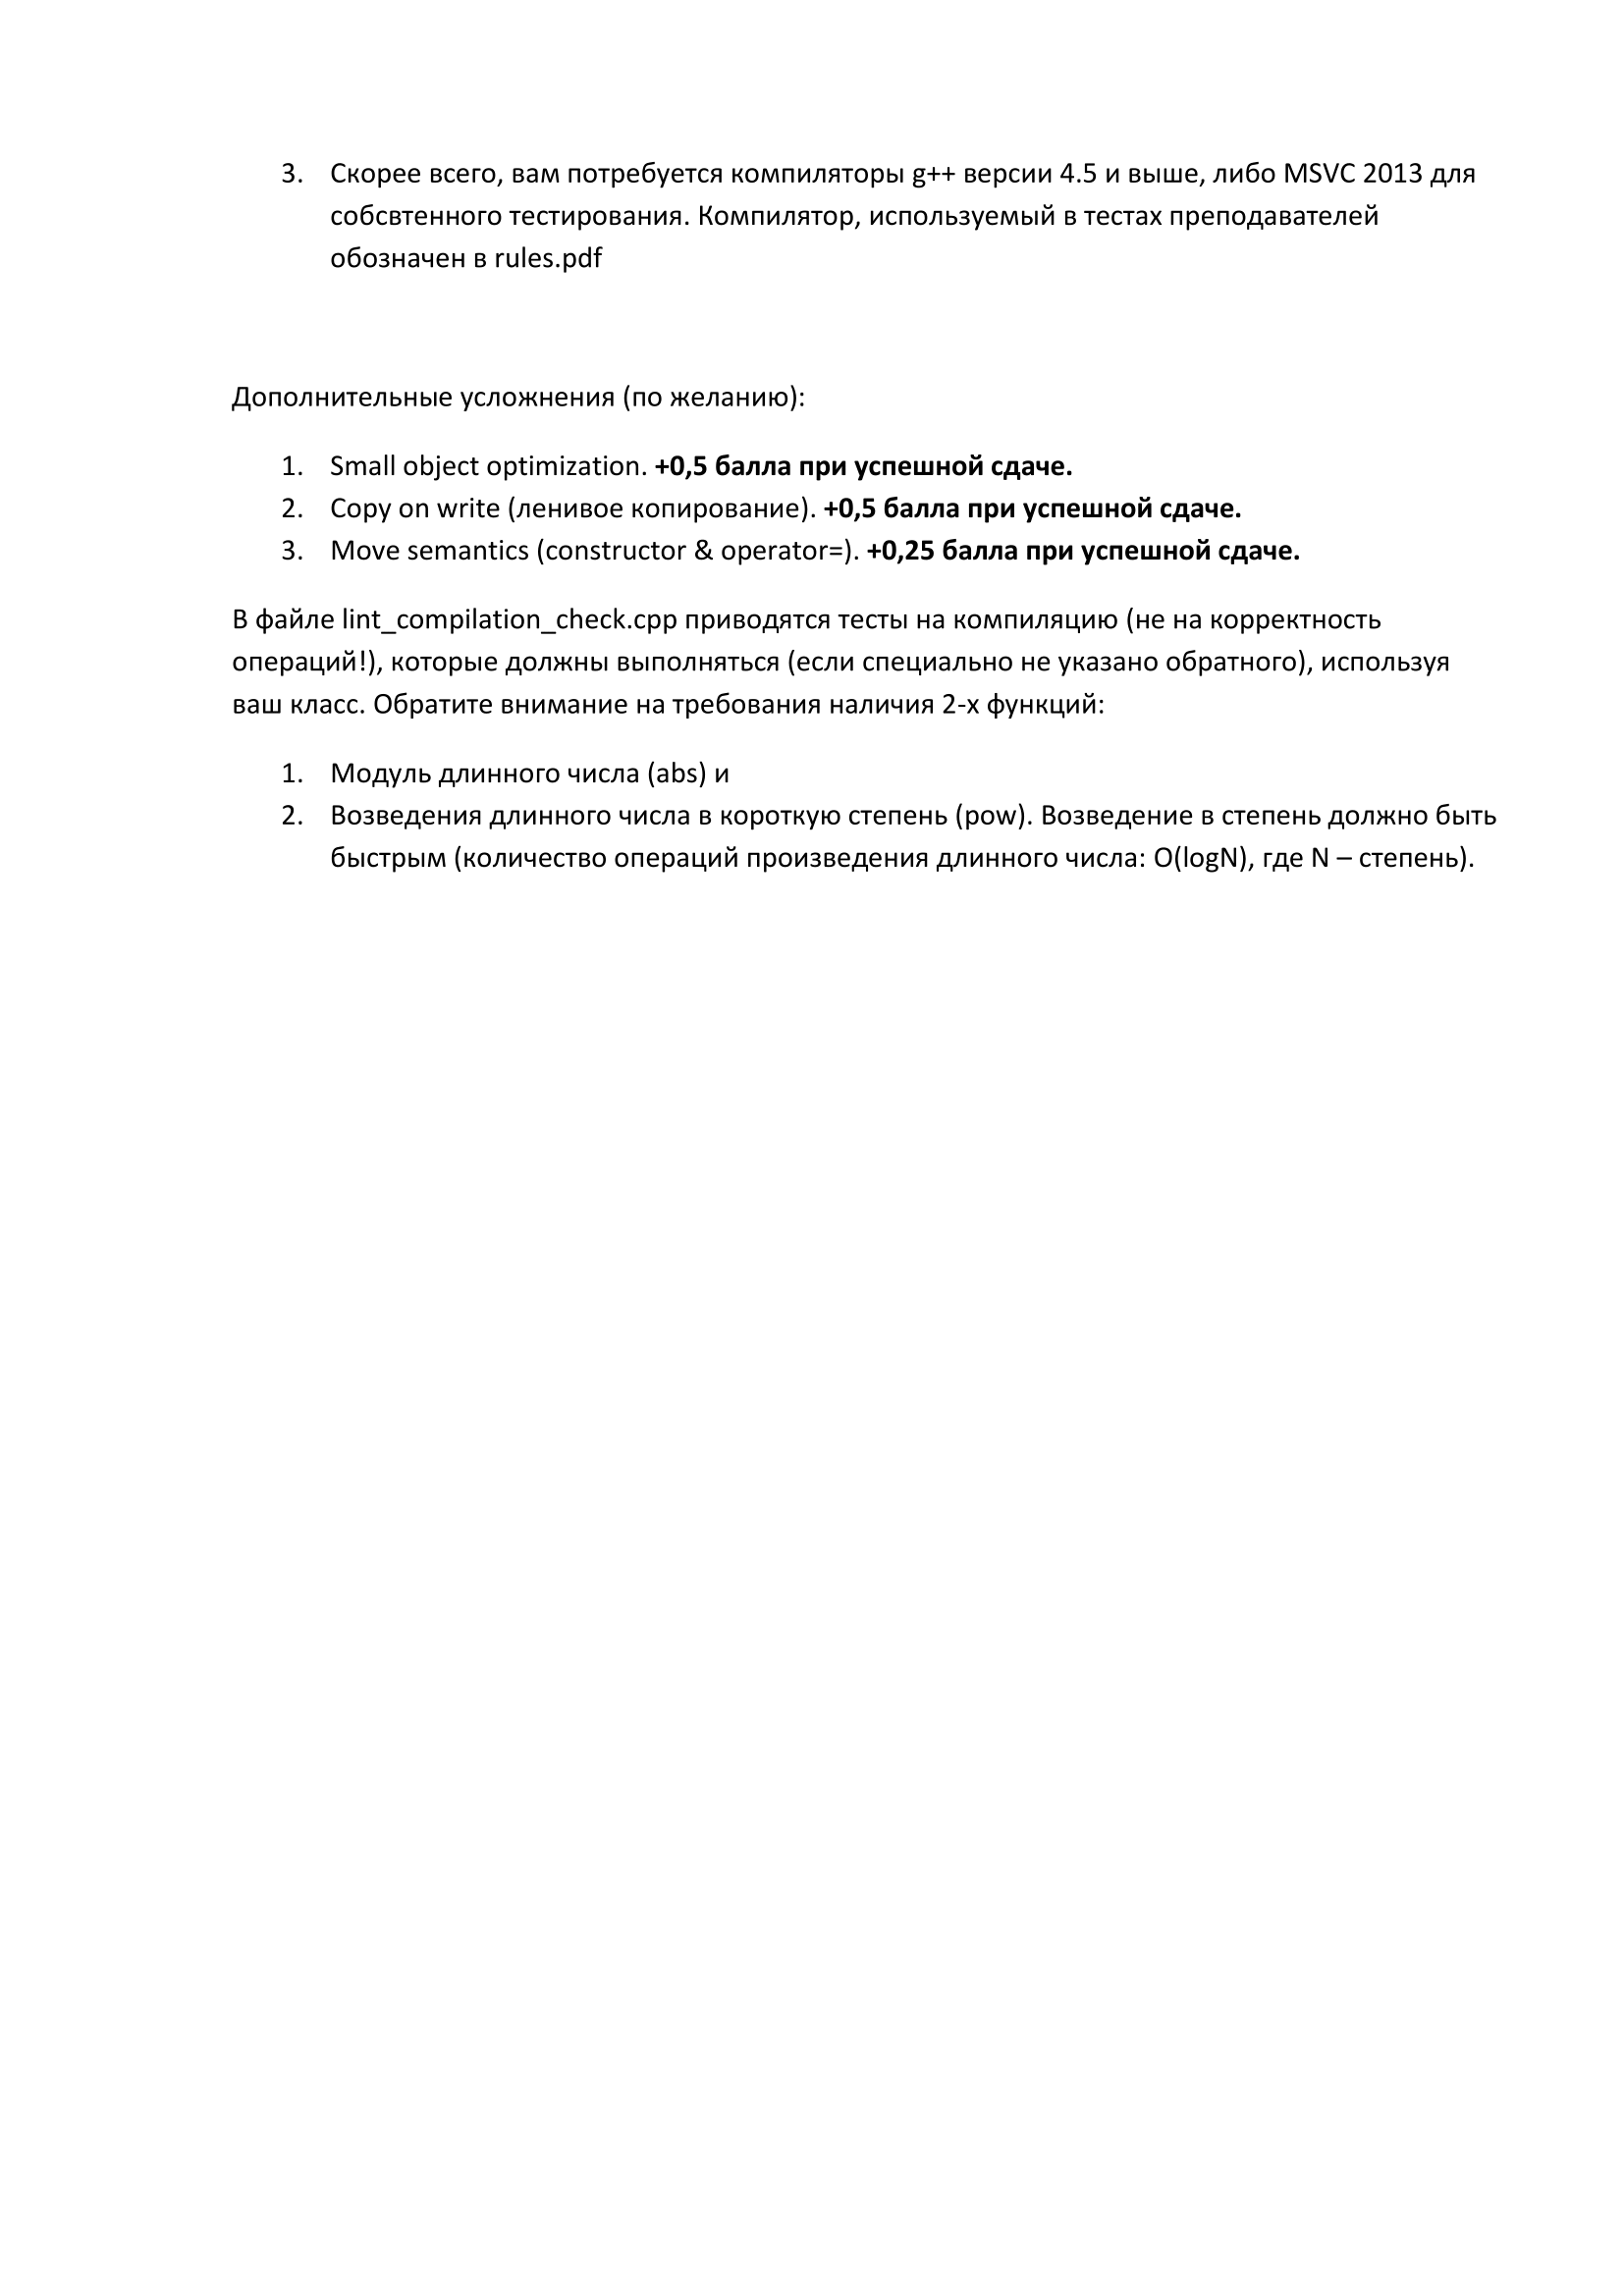 3. Скорее всего, вам потребуется компиляторы g++ версии 4.5 и выше, либо MSVC 2013 для
собсвтенного тестирования. Компилятор, используемый в тестах преподавателей
обозначен в rules.pdf
Дополнительные усложнения (по желанию):
1. Small object optimization. +0,5 балла при успешной сдаче.
2. Copy on write (ленивое копирование). +0,5 балла при успешной сдаче.
3. Move semantics (constructor & operator=). +0,25 балла при успешной сдаче.
В файле lint_compilation_check.cpp приводятся тесты на компиляцию (не на корректность
операций!), которые должны выполняться (если специально не указано обратного), используя
ваш класс. Обратите внимание на требования наличия 2-х функций:
1. Модуль длинного числа (abs) и
2. Возведения длинного числа в короткую степень (pow). Возведение в степень должно быть
быстрым (количество операций произведения длинного числа: O(logN), где N – степень).